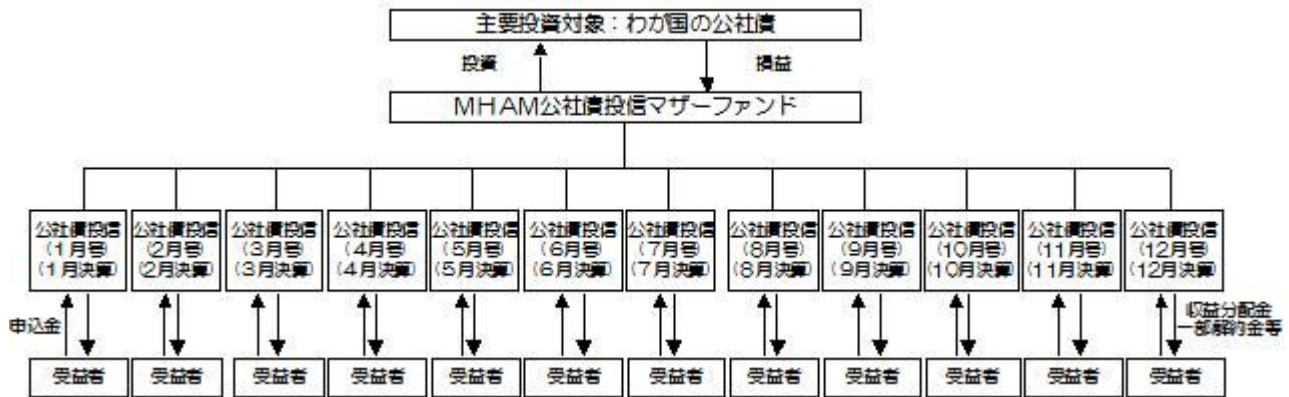 主要投資対象：わが国の公社債
投資
損益
MHAM公社債投信マザーファンド
公社債投信
(1月号)
(1月決算)
公社債投信
(2月号)
(2月決算)
公社債投信
(3月号)
(3月決算)
公社債投信
(4月号)
(4月決算)
公社債投信
(5月号)
(5月決算)
公社債投信
(6月号)
(6月決算)
公社債投信
(7月号)
(7月決算)
公社債投信
(8月号)
(8月決算)
公社債投信
(9月号)
(9月決算)
公社債投信
(10月号)
(10月決算)
公社債投信
(11月号)
(11月決算)
公社債投信
(12月号)
(12月決算)
申込金
収益分配金
一部解約金等
受益者
受益者
受益者
受益者
受益者
受益者
受益者
受益者
受益者
受益者
受益者
受益者